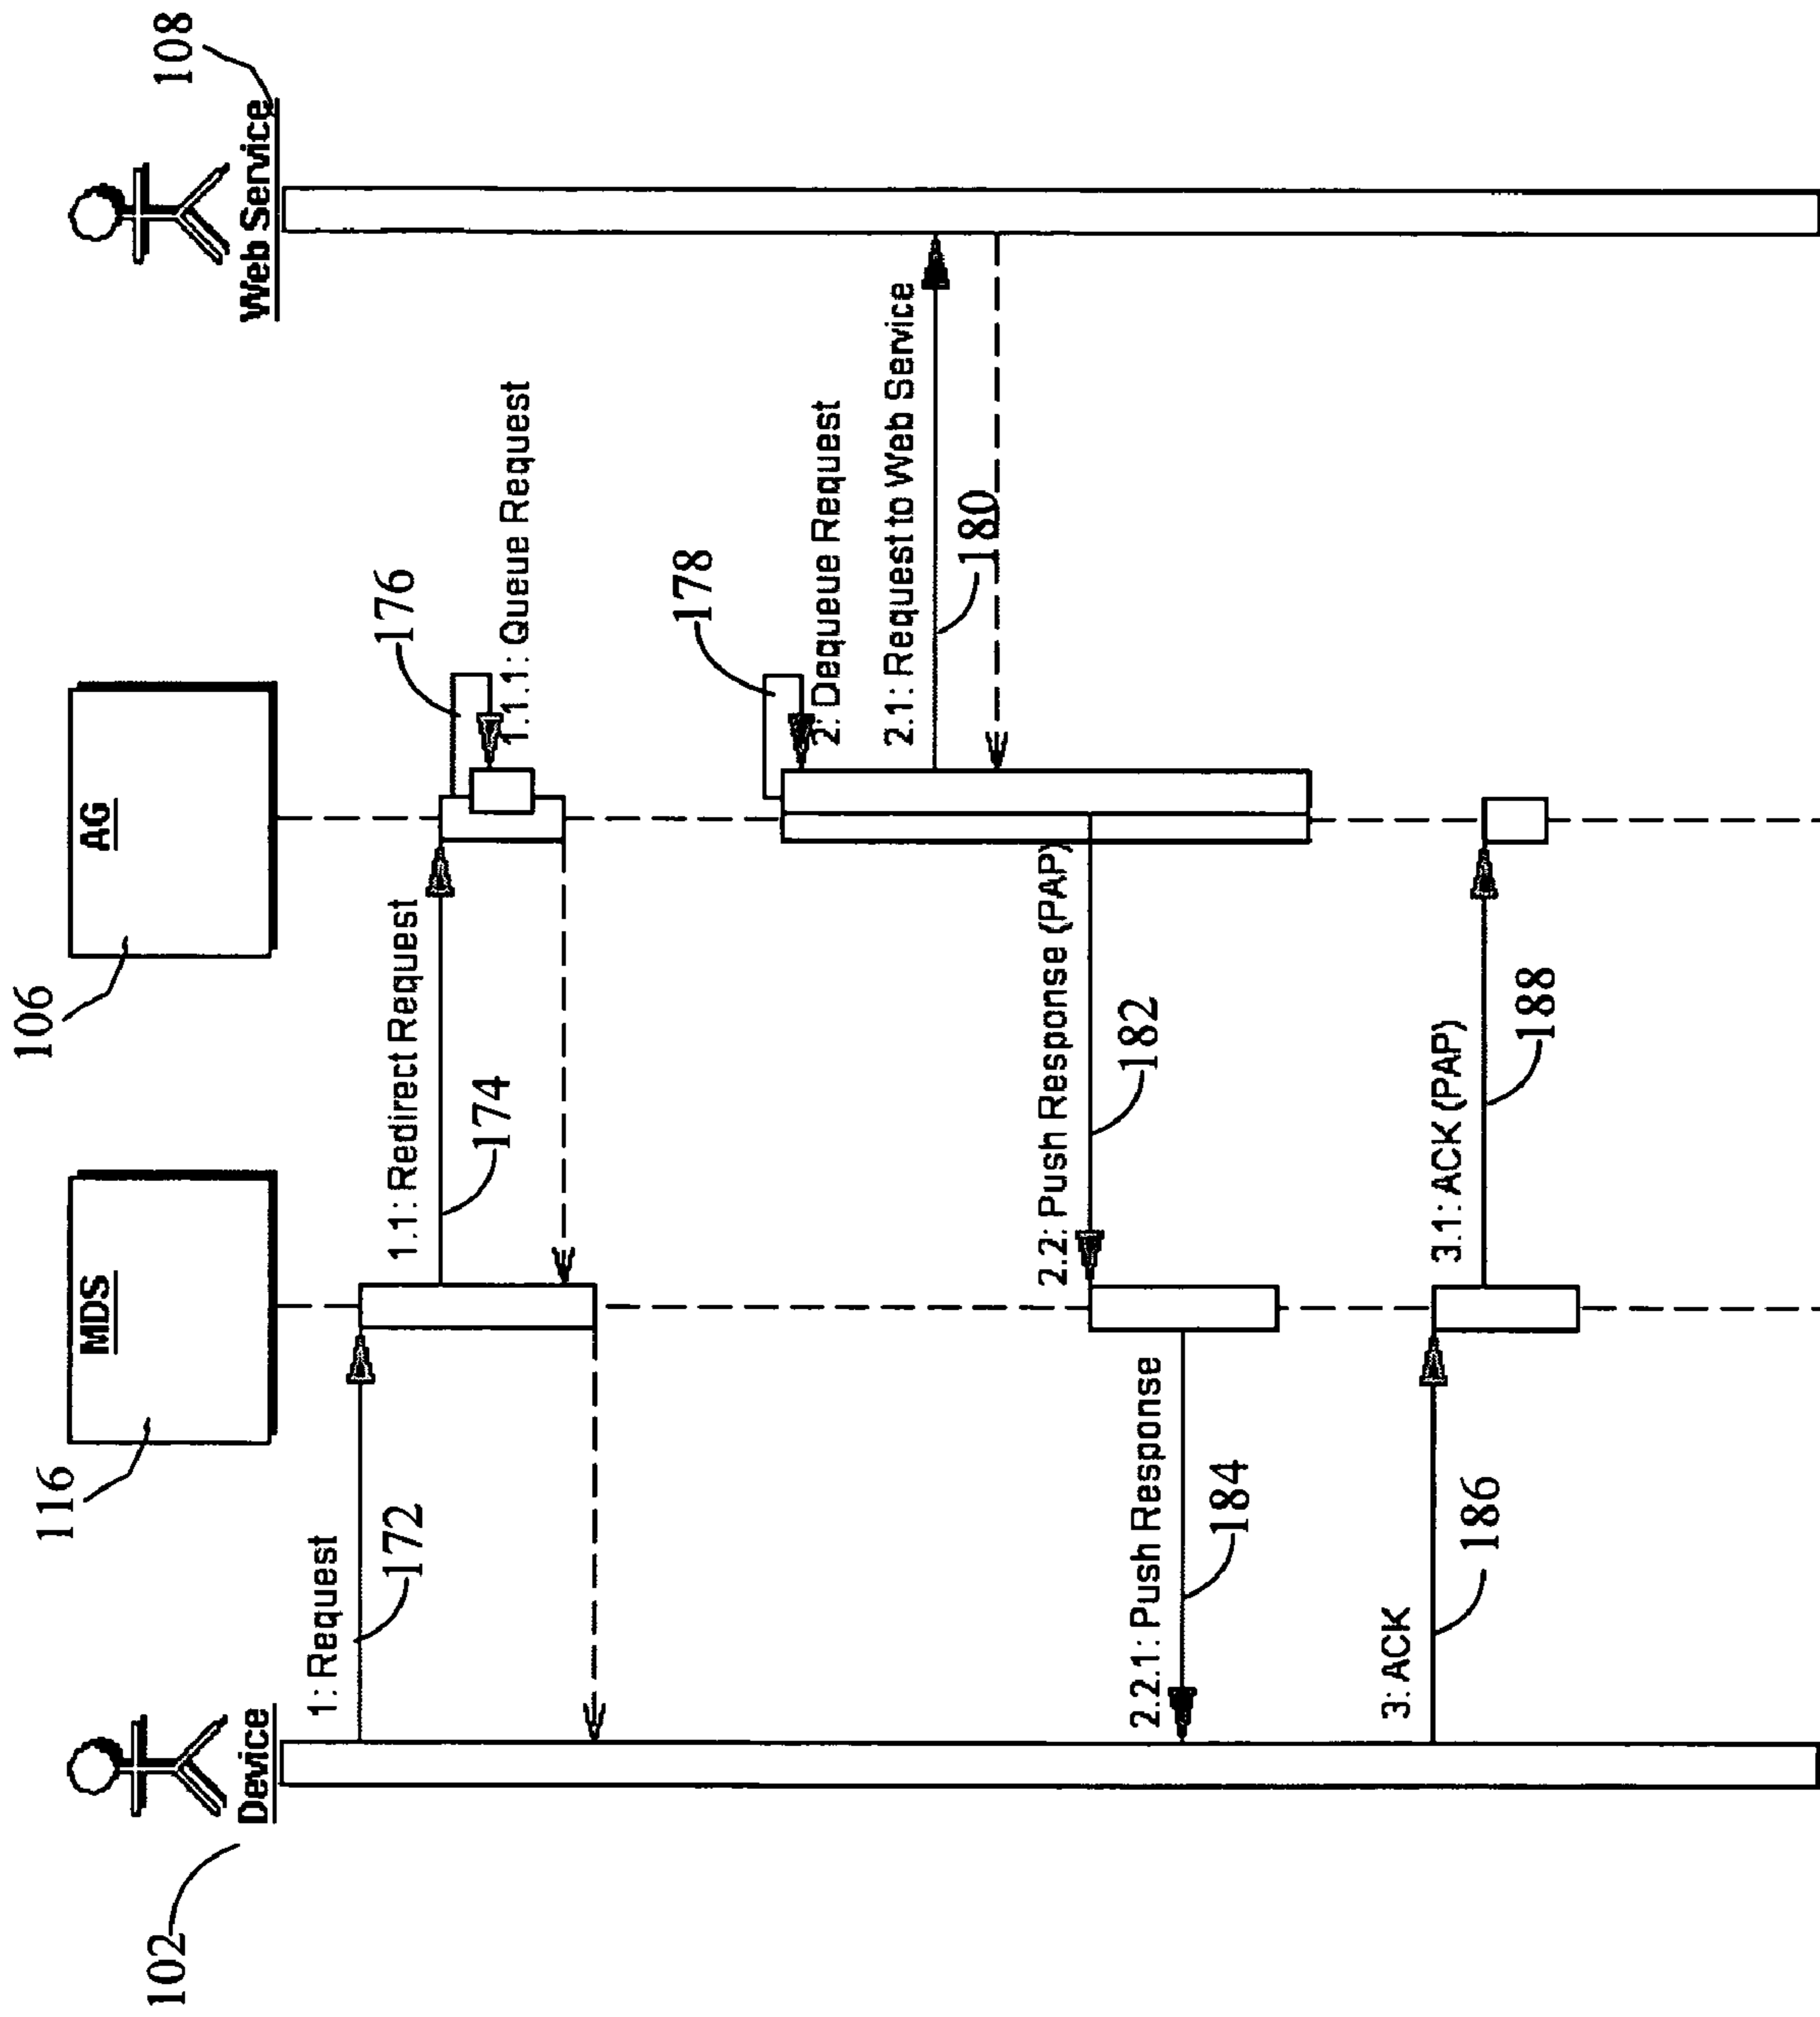 102
Device
116
MDS
106
AG
108
Web Service
1: Request
172
1.1: Redirect Request
174
176
1.1.1: Queue Request
178
2: Dequeue Request
2.1: Request to Web Service
180
2.2: Push Response (PAP)
182
2.2.1: Push Response
184
3: ACK
186
3.1: ACK (PAP)
188